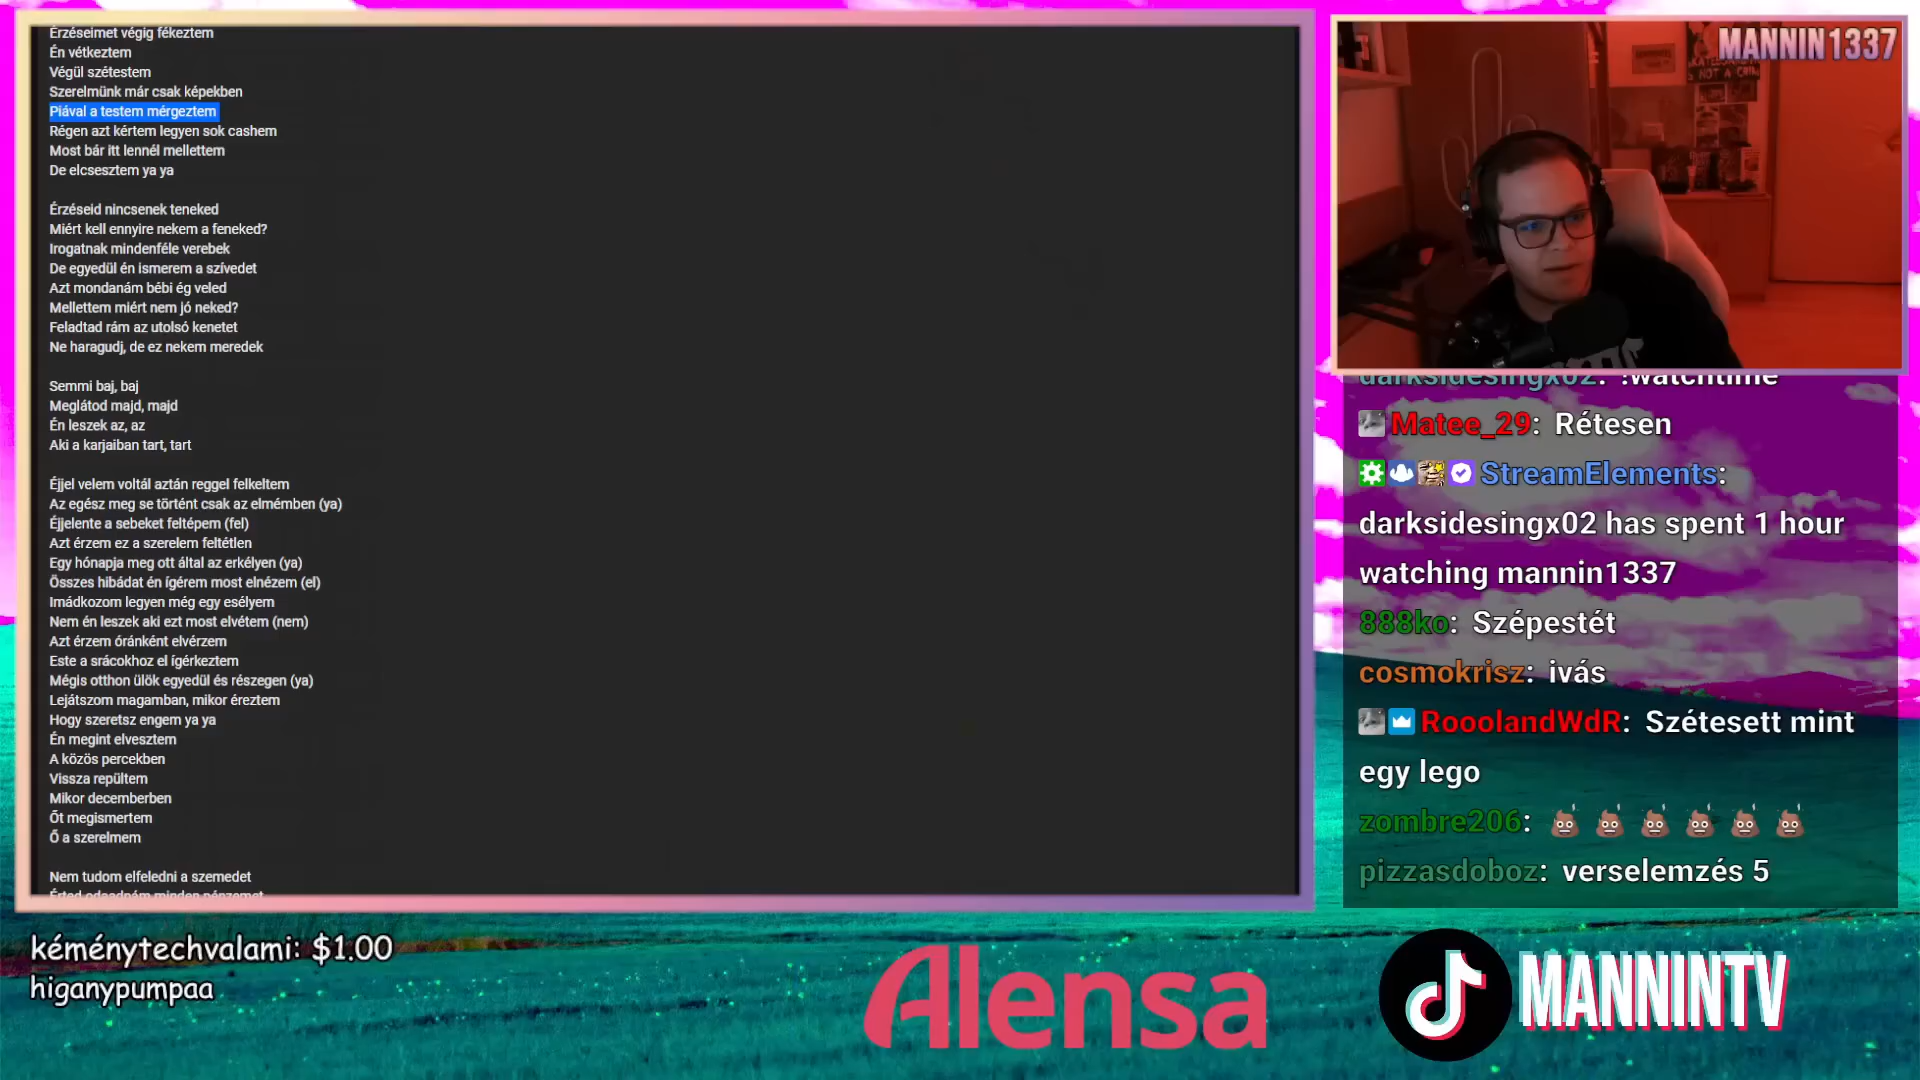 Érzéseimet végig fékeztem
Én vétkeztem
Végül szétestem
Szerelmünk már csak képekben
Piával a testem mérgeztem
Régen azt kértem legyen sok cashem
Most bár itt lennél mellettem
De elcsesztem ya ya
Érzéseid nincsenek teneked
Miért kell ennyire nekem a feneked?
Irogatnak mindenféle verebek
De egyedül én ismerem a szívedet
Azt mondanám bébi ég veled
Mellettem miért nem jó neked?
Feladtad rám az utolsó kenetet
Ne haragudj, de ez nekem meredek
Semmi baj, baj
Meglátod majd, majd
Én leszek az, az
Aki a karjaiban tart, tart
Éjjel velem voltál aztán reggel felkeltem
Az egész meg se történt csak az elmémben (ya)
Éjjelente a sebeket feltépem (fel)
Azt érzem ez a szerelem feltétlen
Egy hónapja meg ott által az erkélyen (ya)
Összes hibádat én ígérem most elnézem (el)
Imádkozom legyen még egy esélyem
Nem én leszek aki ezt most elvétem (nem)
Azt érzem óránként elvérzem
Este a srácokhoz el ígérkeztem
Mégis otthon ülök egyedül és részegen (ya)
Lejátszom magamban, mikor éreztem
Hogy szeretsz engem ya ya
Én megint elvesztem
A közös percekben
Vissza repültem
Mikor decemberben
Őt megismertem
Ő a szerelmem
Nem tudom elfeledni a szemedet
Érted odaadnám minden pénzemet
MANNIN1337
NOT A CRIME
darksidesingx02: !watchtime
Matee_29: Rétesen
StreamElements:
darksidesingx02 has spent 1 hour
watching mannin1337
888ko: Szépestét
cosmokrisz: ivás
RooolandWdR: Szétesett mint
egy lego
zombre206: 💩 💩 💩 💩 💩 💩
pizzasdoboz: verselemzés 5
kéménytechvalami: $1.00
higanypumpaa
Alensa
MANNINTV